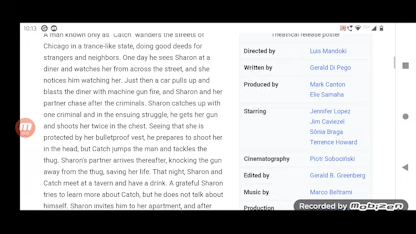 10:13
A man known only as "Catch" wanders the streets of
Chicago in a trance-like state, doing good deeds for
strangers and neighbors. One day he sees Sharon at a
diner and watches her from across the street, and she
notices him watching her. Just then a car pulls up and
blasts the diner with machine gun fire, and Sharon and her
partner chase after the criminals. Sharon catches up with
one criminal and in the ensuing struggle, he gets her gun
and shoots her twice in the chest. Seeing that she is
protected by her bulletproof vest, he prepares to shoot her
in the head, but Catch jumps the man and tackles the
thug. Sharon's partner arrives thereafter, knocking the gun
away from the thug, saving her life. That night, Sharon and
Catch meet at a tavern and have a drink. A grateful Sharon
tries to learn more about Catch, but he does not talk about
himself. Sharon invites him to her apartment, and after
Theatrical release poster
Directed by Luis Mandoki
Written by Gerald Di Pego
Produced by Mark Canton
Elie Samaha
Starring Jennifer Lopez
Jim Caviezel
Sônia Braga
Terrence Howard
Cinematography Piotr Sobociński
Edited by Gerald B. Greenberg
Music by Marco Beltrami
Production
Recorded by Mobizen